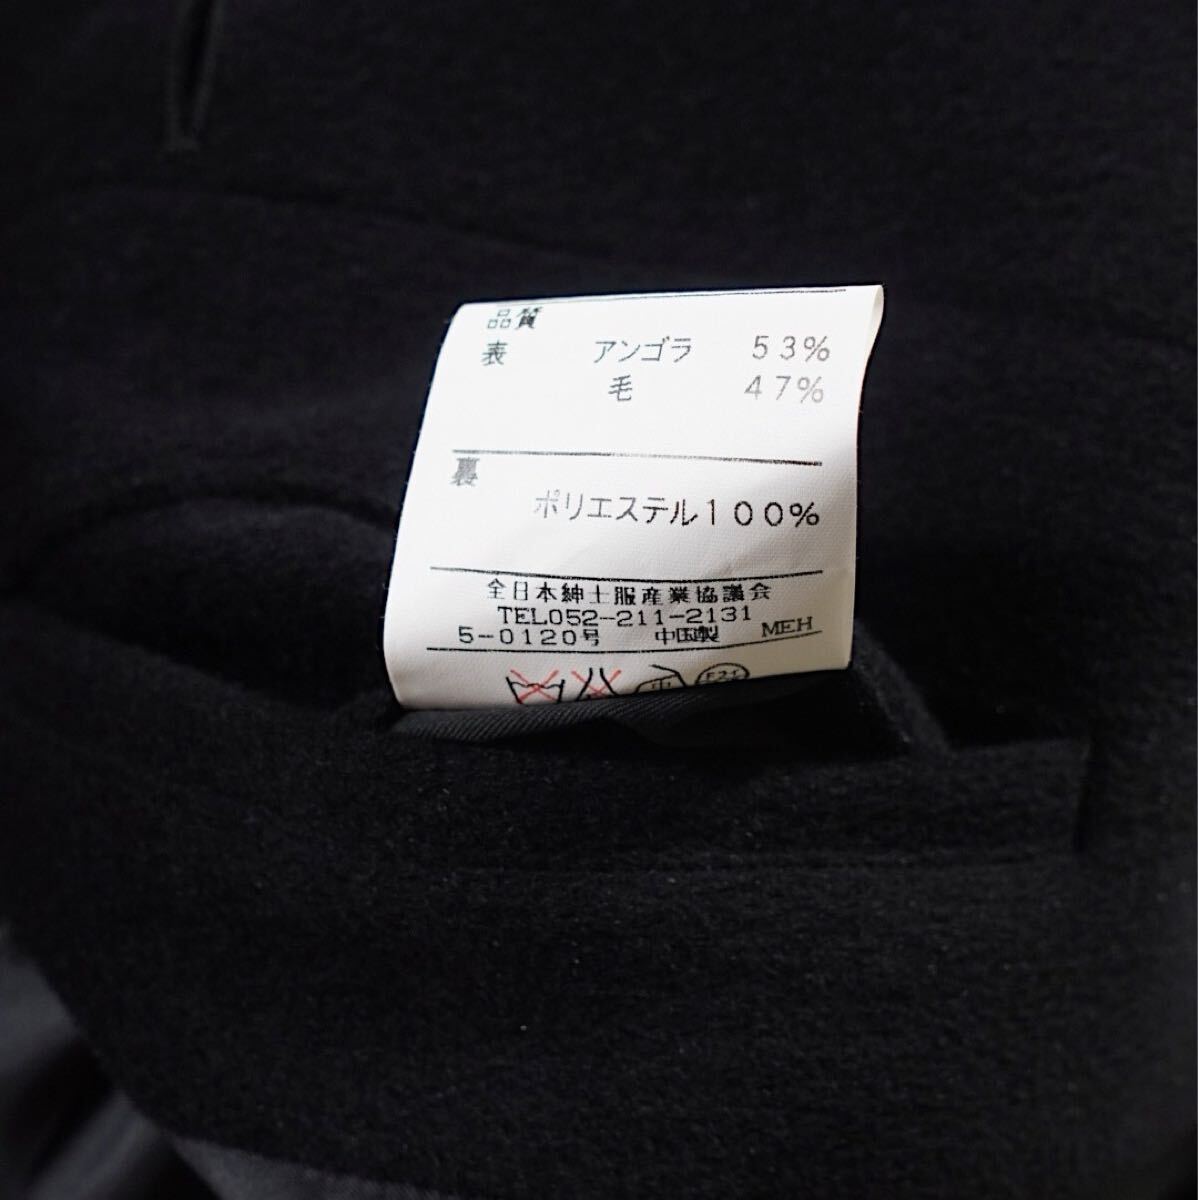 品質
表 アンゴラ 53%
毛 47%
裏
ポリエステル100%
全日本紳士服産業協議会
TEL052-211-2131
5-0120号 中国製 MEH
中